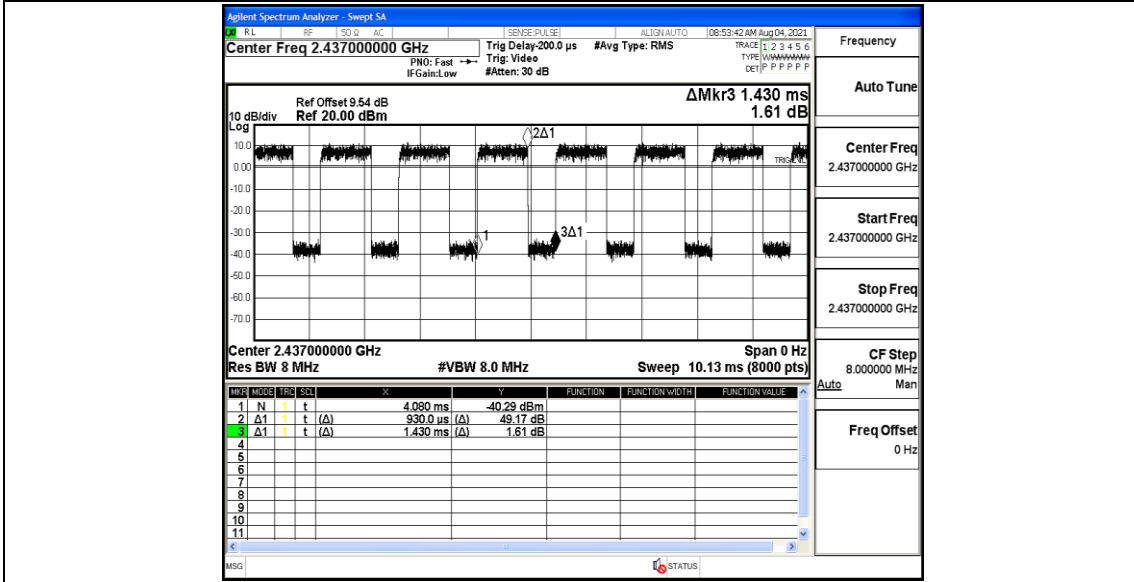 Agilent Spectrum Analyzer - Swept SA
RL RF 50 Ω AC SENSE:PULSE ALIGN AUTO 08:53:42 AM Aug 04, 2021
Center Freq 2.437000000 GHz
PNO: Fast
IFGain:Low
Trig Delay-200.0 µs
Trig: Video
#Atten: 30 dB
#Avg Type: RMS
TRACE 1 2 3 4 5 6
TYPE
DET P P P P P P
Frequency
Auto Tune
Center Freq
2.437000000 GHz
Start Freq
2.437000000 GHz
Stop Freq
2.437000000 GHz
CF Step
8.000000 MHz
Auto Man
Freq Offset
0 Hz
ΔMkr3 1.430 ms
1.61 dB
Ref Offset 9.54 dB
10 dB/div Ref 20.00 dBm
Log
10.0
0.00
-10.0
-20.0
-30.0
-40.0
-50.0
-60.0
-70.0
2Δ1
1
3Δ1
Center 2.437000000 GHz Span 0 Hz
Res BW 8 MHz #VBW 8.0 MHz Sweep 10.13 ms (8000 pts)
MKR MODE TRC SCL X Y FUNCTION FUNCTION WIDTH FUNCTION VALUE
1 N 1 t 4.080 ms -40.29 dBm
2 Δ1 1 t (Δ) 930.0 µs (Δ) 49.17 dB
3 Δ1 1 t (Δ) 1.430 ms (Δ) 1.61 dB
4
5
6
7
8
9
10
11
MSG STATUS